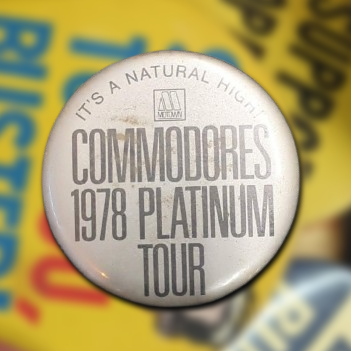 IT'S A NATURAL HIGH!
MOTOWN
COMMODORES
1978 PLATINUM
TOUR